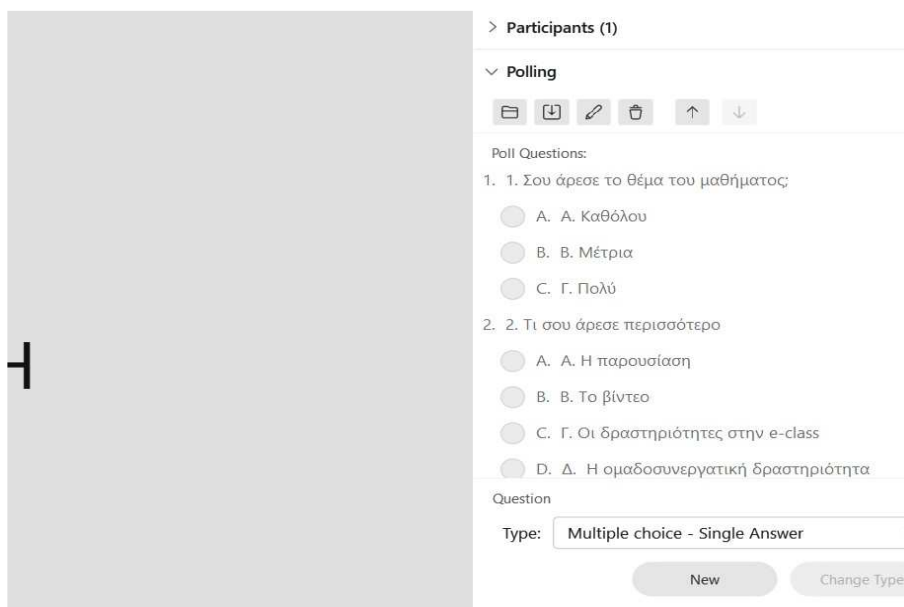 Participants (1)
Polling
Poll Questions:
1. 1. Σου άρεσε το θέμα του μαθήματος;
A. Α. Καθόλου
B. Β. Μέτρια
C. Γ. Πολύ
2. 2. Τι σου άρεσε περισσότερο
A. Α. Η παρουσίαση
B. Β. Το βίντεο
C. Γ. Οι δραστηριότητες στην e-class
D. Δ. Η ομαδοσυνεργατική δραστηριότητα
Question
Type: Multiple choice - Single Answer
New Change Type